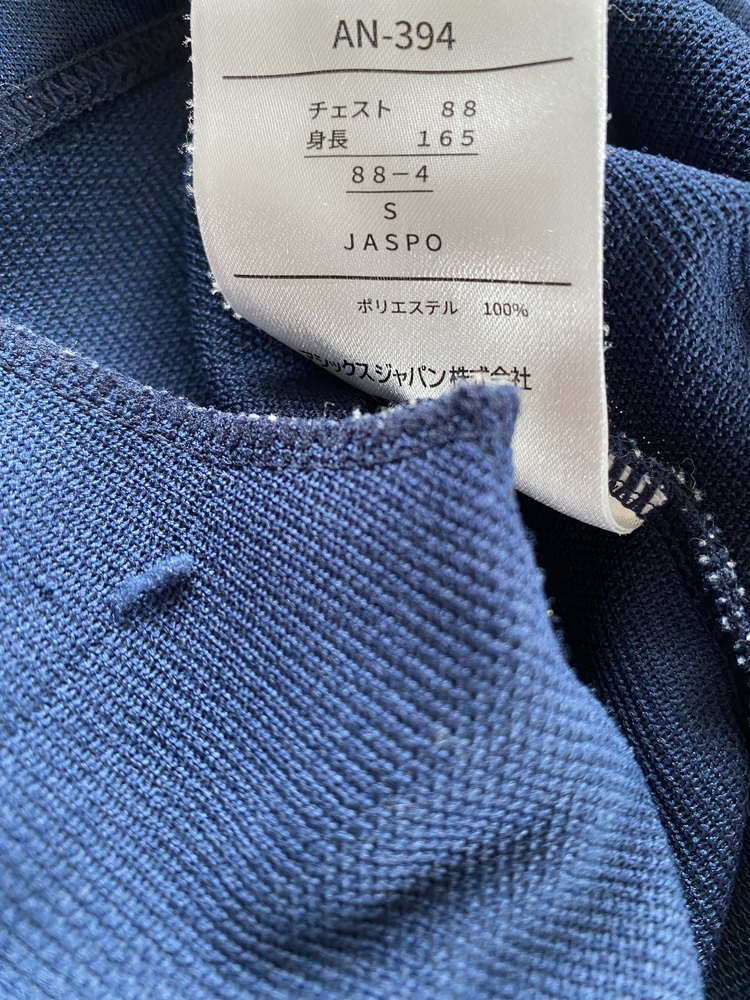 AN-394
チェスト 88
身長 165
88-4
S
JASPO
ポリエステル 100%
シックスジャパン株式会社